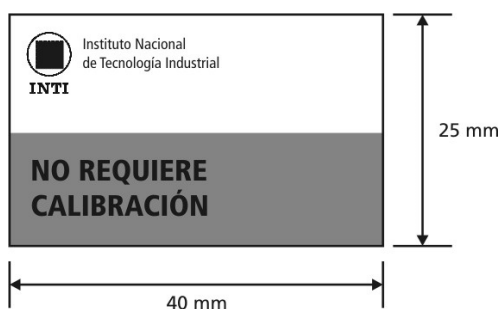 Instituto Nacional
de Tecnología Industrial
INTI
NO REQUIERE
CALIBRACIÓN
25 mm
40 mm